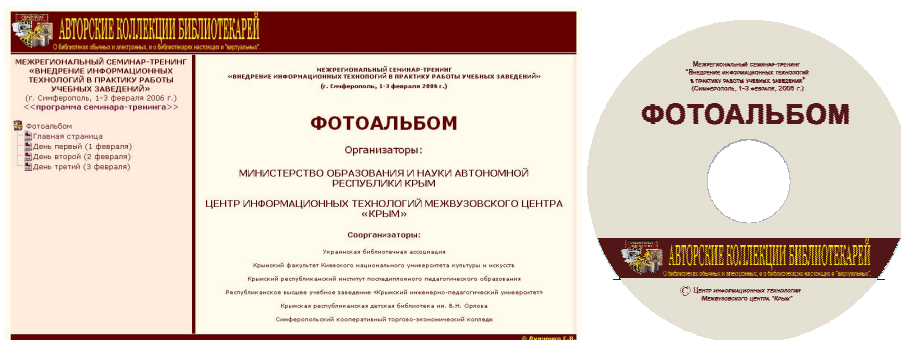 АВТОРСКИЕ КОЛЛЕКЦИИ БИБЛИОТЕКАРЕЙ
О библиотеках обычных и электронных, и о библиотекарях настоящих и "виртуальных".
МЕЖРЕГИОНАЛЬНЫЙ СЕМИНАР-ТРЕНИНГ
«ВНЕДРЕНИЕ ИНФОРМАЦИОННЫХ
ТЕХНОЛОГИЙ В ПРАКТИКУ РАБОТЫ
УЧЕБНЫХ ЗАВЕДЕНИЙ»
(г. Симферополь, 1-3 февраля 2006 г.)
<<программа семинара-тренинга>>
Фотоальбом
Главная страница
День первый (1 февраля)
День второй (2 февраля)
День третий (3 февраля)
МЕЖРЕГИОНАЛЬНЫЙ СЕМИНАР-ТРЕНИНГ
«ВНЕДРЕНИЕ ИНФОРМАЦИОННЫХ ТЕХНОЛОГИЙ В ПРАКТИКУ РАБОТЫ УЧЕБНЫХ ЗАВЕДЕНИЙ»
(г. Симферополь, 1-3 февраля 2006 г.)
ФОТОАЛЬБОМ
Организаторы:
МИНИСТЕРСТВО ОБРАЗОВАНИЯ И НАУКИ АВТОНОМНОЙ
РЕСПУБЛИКИ КРЫМ
ЦЕНТР ИНФОРМАЦИОННЫХ ТЕХНОЛОГИЙ МЕЖВУЗОВСКОГО ЦЕНТРА
«КРЫМ»
Соорганизаторы:
Украинская библиотечная ассоциация
Крымский факультет Киевского национального университета культуры и искусств
Крымский республиканский институт последипломного педагогического образования
Республиканское высшее учебное заведение «Крымский инженерно-педагогический университет»
Крымская республиканская детская библиотека им. В.Н. Орлова
Симферопольский кооперативный торгово-экономический колледж
Межрегиональный семинар-тренинг
"Внедрение информационных технологий
в практику работы учебных заведений"
(Симферополь, 1-3 февраля, 2006 г.)
ФОТОАЛЬБОМ
АВТОРСКИЕ КОЛЛЕКЦИИ БИБЛИОТЕКАРЕЙ
О библиотеках обычных и электронных, и о библиотекарях настоящих и "виртуальных".
© Центр информационных технологий
Межвузовского центра "Крым"